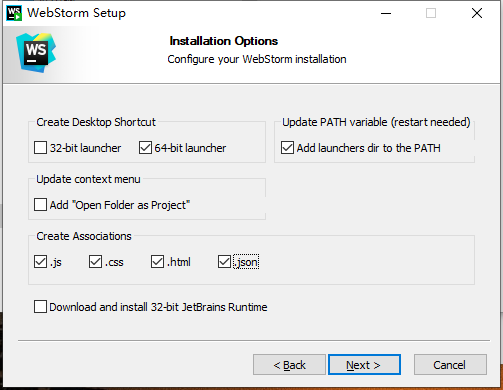 WebStorm Setup
WS
Installation Options
Configure your WebStorm installation
Create Desktop Shortcut
32-bit launcher 64-bit launcher
Update PATH variable (restart needed)
Add launchers dir to the PATH
Update context menu
Add "Open Folder as Project"
Create Associations
.js .css .html .json
Download and install 32-bit JetBrains Runtime
< Back Next > Cancel